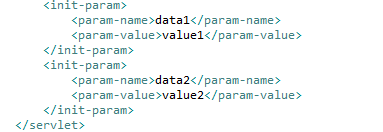 <init-param>
<param-name>data1</param-name>
<param-value>value1</param-value>
</init-param>
<init-param>
<param-name>data2</param-name>
<param-value>value2</param-value>
</init-param>
</servlet>